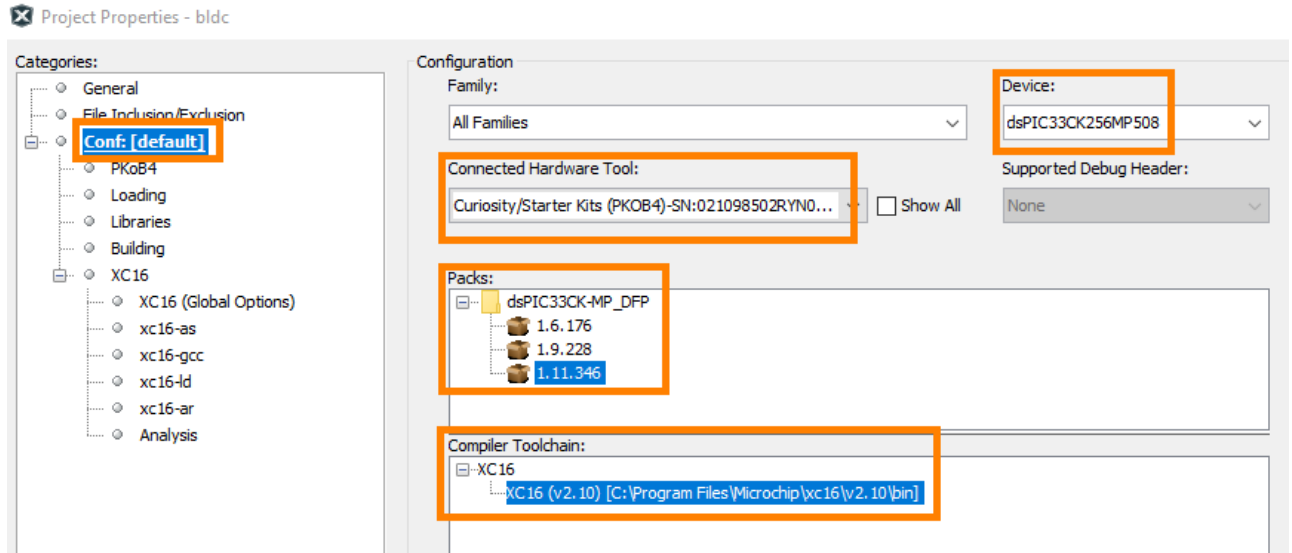 Project Properties - bldc
Categories:
General
File Inclusion/Exclusion
Conf: [default]
PKoB4
Loading
Libraries
Building
XC16
XC16 (Global Options)
xc16-as
xc16-gcc
xc16-ld
xc16-ar
Analysis
Configuration
Family:
All Families
Device:
dsPIC33CK256MP508
Connected Hardware Tool:
Curiosity/Starter Kits (PKOB4)-SN:021098502RYN0...
Show All
Supported Debug Header:
None
Packs:
dsPIC33CK-MP_DFP
1.6.176
1.9.228
1.11.346
Compiler Toolchain:
XC16
XC16 (v2.10) [C:\Program Files\Microchip\xc16\v2.10\bin]